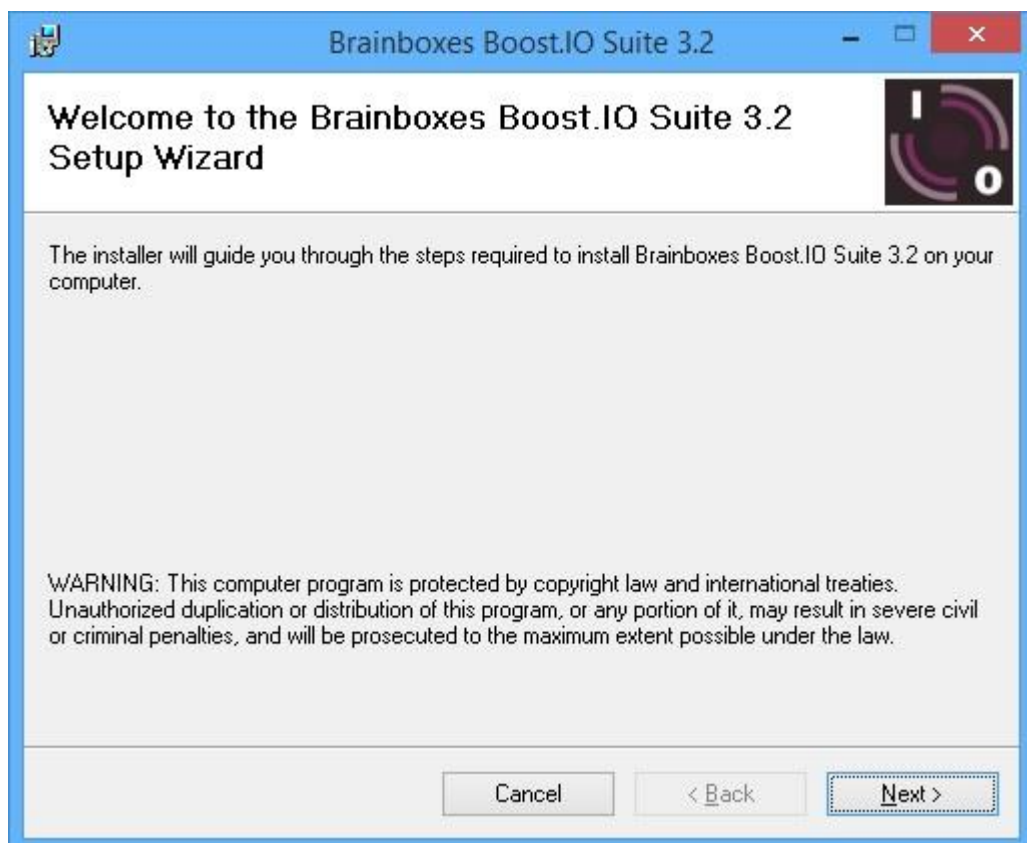 Brainboxes Boost.IO Suite 3.2
Welcome to the Brainboxes Boost.IO Suite 3.2
Setup Wizard
I
O
The installer will guide you through the steps required to install Brainboxes Boost.IO Suite 3.2 on your
computer.
WARNING: This computer program is protected by copyright law and international treaties.
Unauthorized duplication or distribution of this program, or any portion of it, may result in severe civil
or criminal penalties, and will be prosecuted to the maximum extent possible under the law.
Cancel < Back Next >